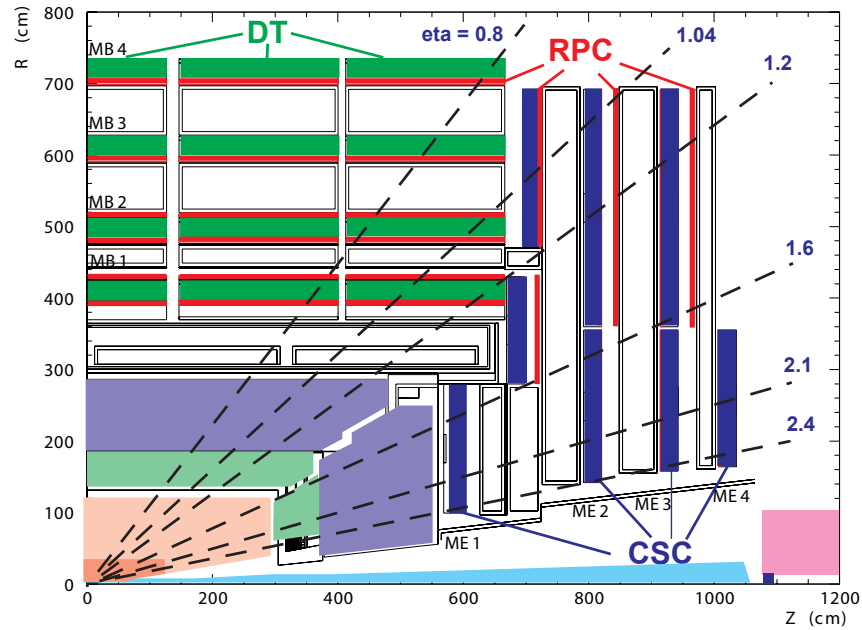 800
R (cm)
MB 4
DT
eta = 0.8
1.04
RPC
1.2
700
MB 3
600
MB 2
500
MB 1
1.6
400
300
2.1
2.4
200
100
ME 1
ME 2
ME 3
ME 4
CSC
0
0
200
400
600
800
1000
1200
Z (cm)